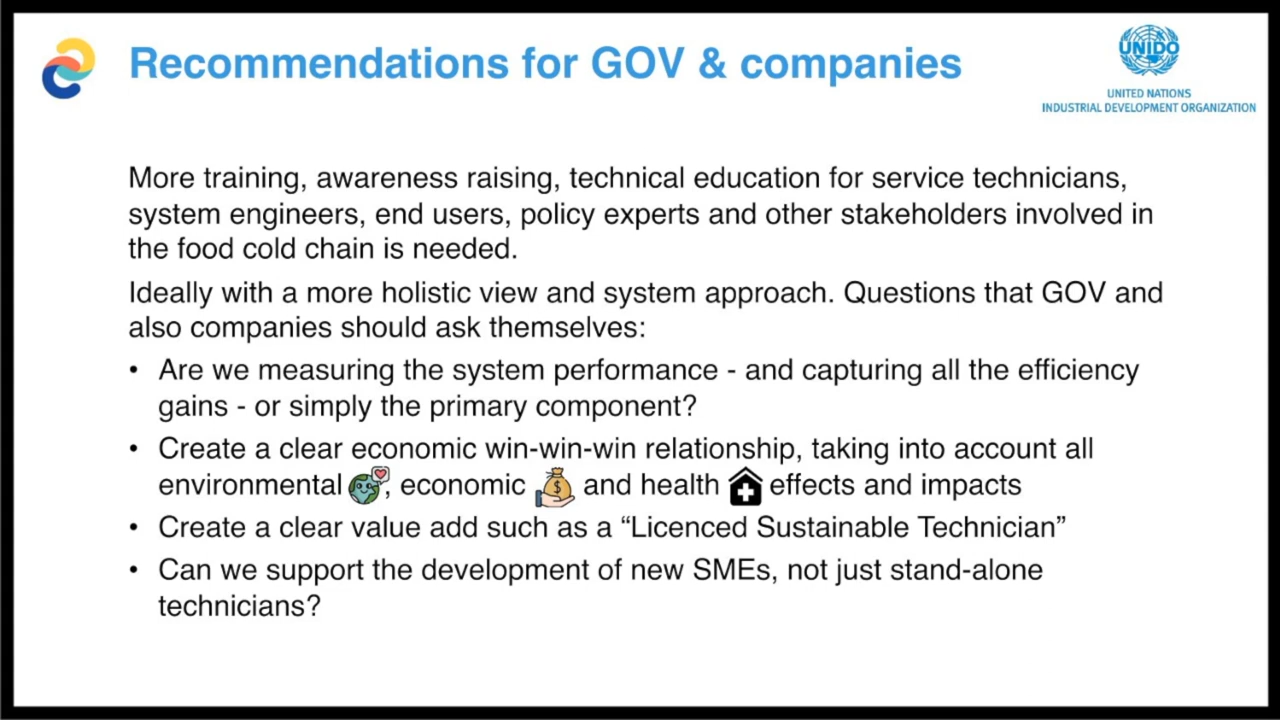 Recommendations for GOV & companies
UNIDO
UNITED NATIONS
INDUSTRIAL DEVELOPMENT ORGANIZATION
More training, awareness raising, technical education for service technicians,
system engineers, end users, policy experts and other stakeholders involved in
the food cold chain is needed.
Ideally with a more holistic view and system approach. Questions that GOV and
also companies should ask themselves:
• Are we measuring the system performance - and capturing all the efficiency
gains - or simply the primary component?
• Create a clear economic win-win-win relationship, taking into account all
environmental , economic $ and health effects and impacts
• Create a clear value add such as a “Licenced Sustainable Technician”
• Can we support the development of new SMEs, not just stand-alone
technicians?